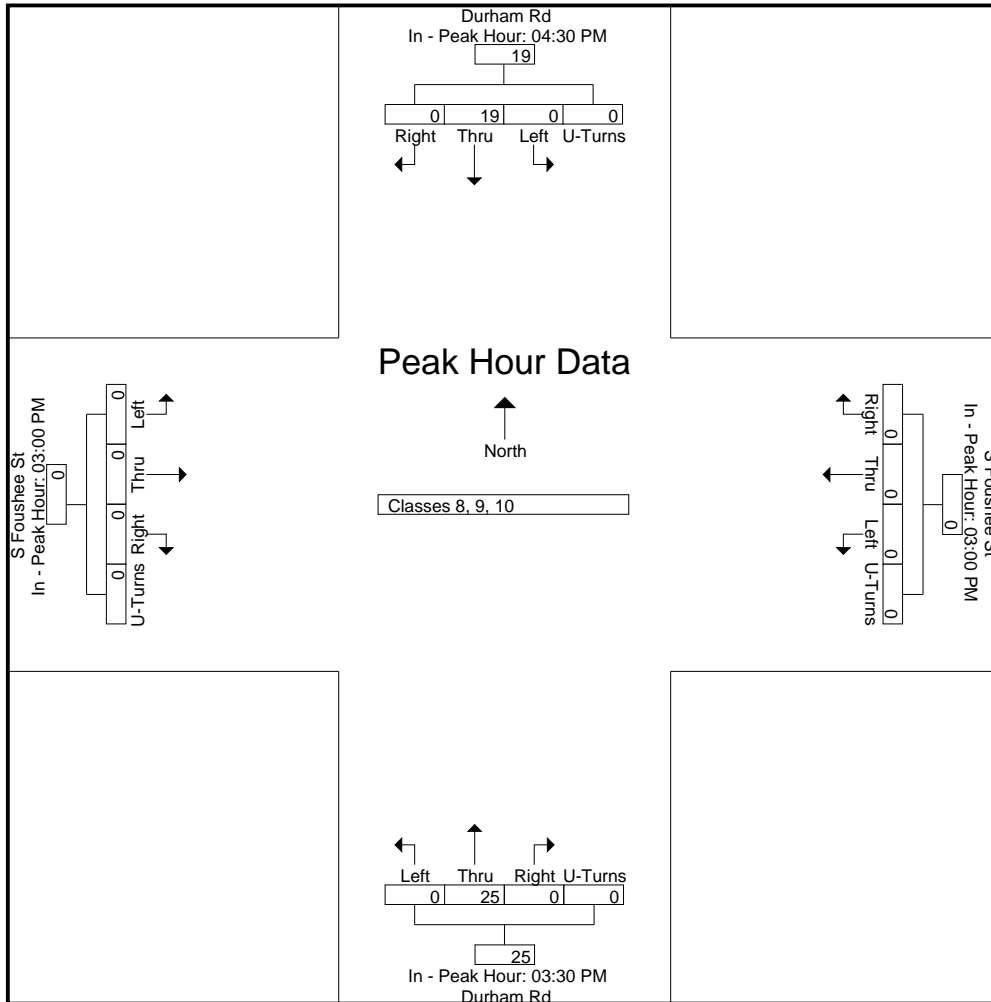 Durham Rd
In - Peak Hour: 04:30 PM
19
0 19 0 0
Right Thru Left U-Turns
Peak Hour Data
North
Classes 8, 9, 10
S Foushee St
In - Peak Hour: 03:00 PM
0
0 0 0 0
Left Thru Right U-Turns
S Foushee St
In - Peak Hour: 03:00 PM
0
0 0 0 0
Right Thru Left U-Turns
Left Thru Right U-Turns
0 25 0 0
25
In - Peak Hour: 03:30 PM
Durham Rd